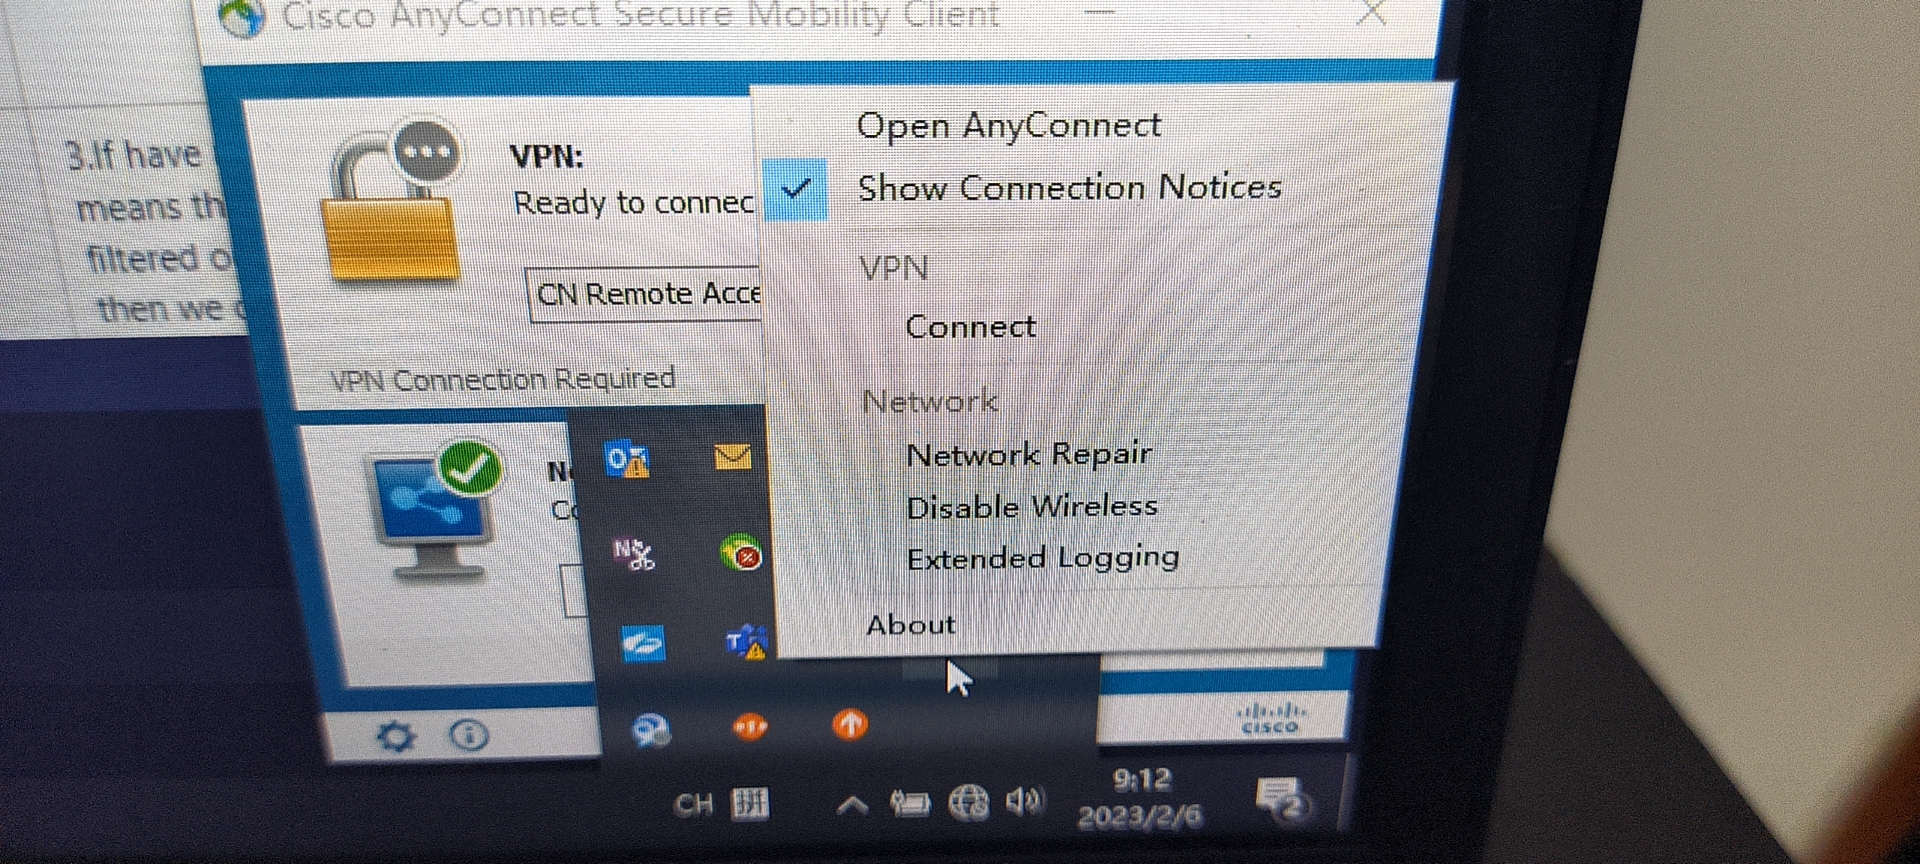 Cisco AnyConnect Secure Mobility Client
3.If have
means th
filtered o
then we
VPN:
Ready to connec
CN Remote Acce
VPN Connection Required
Open AnyConnect
Show Connection Notices
VPN
Connect
Network
Network Repair
Disable Wireless
Extended Logging
About
cisco
CH
9:12
2023/2/6
2